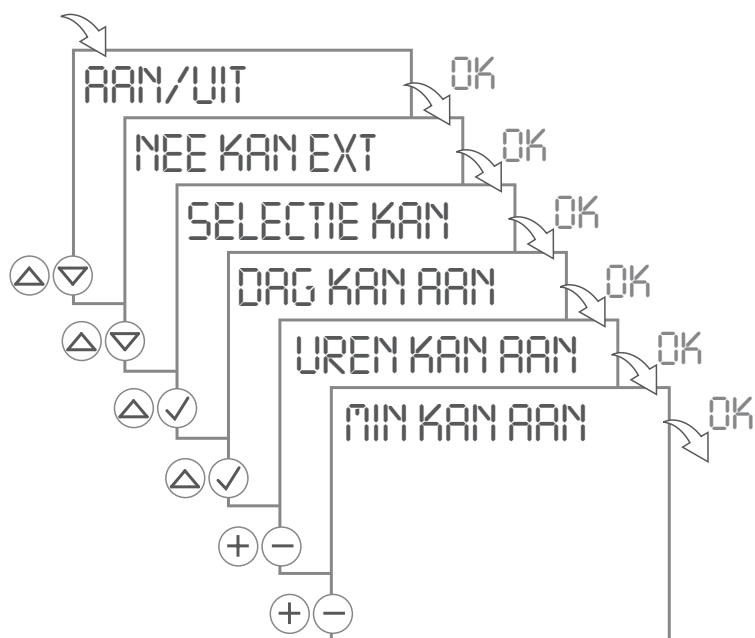 AAN/UIT
OK
NEE KAN EXT
OK
SELECTIE KAN
OK
DAG KAN AAN
OK
UREN KAN AAN
OK
MIN KAN AAN
OK